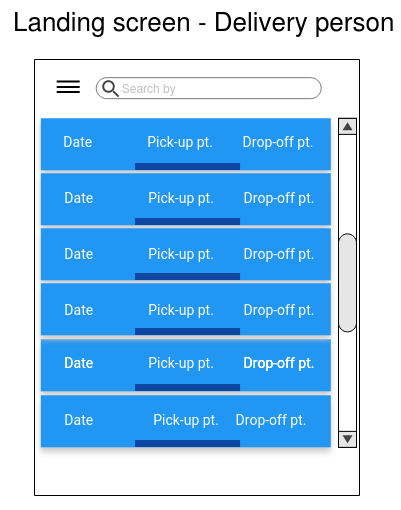 Landing screen - Delivery person
Search by
Date Pick-up pt. Drop-off pt.
Date Pick-up pt. Drop-off pt.
Date Pick-up pt. Drop-off pt.
Date Pick-up pt. Drop-off pt.
Date Pick-up pt. Drop-off pt.
Date Pick-up pt. Drop-off pt.